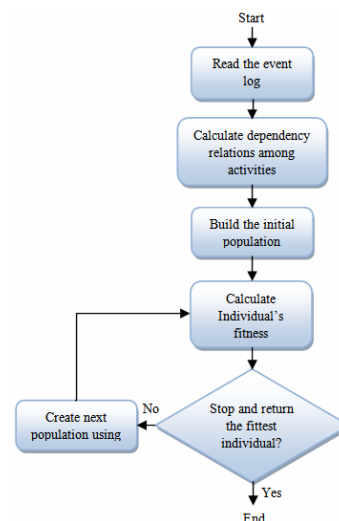 Start
Read the event
log
Calculate dependency
relations among
activities
Build the initial
population
Calculate
Individual's
fitness
Stop and return
the fittest
individual?
No
Create next
population using
Yes
End